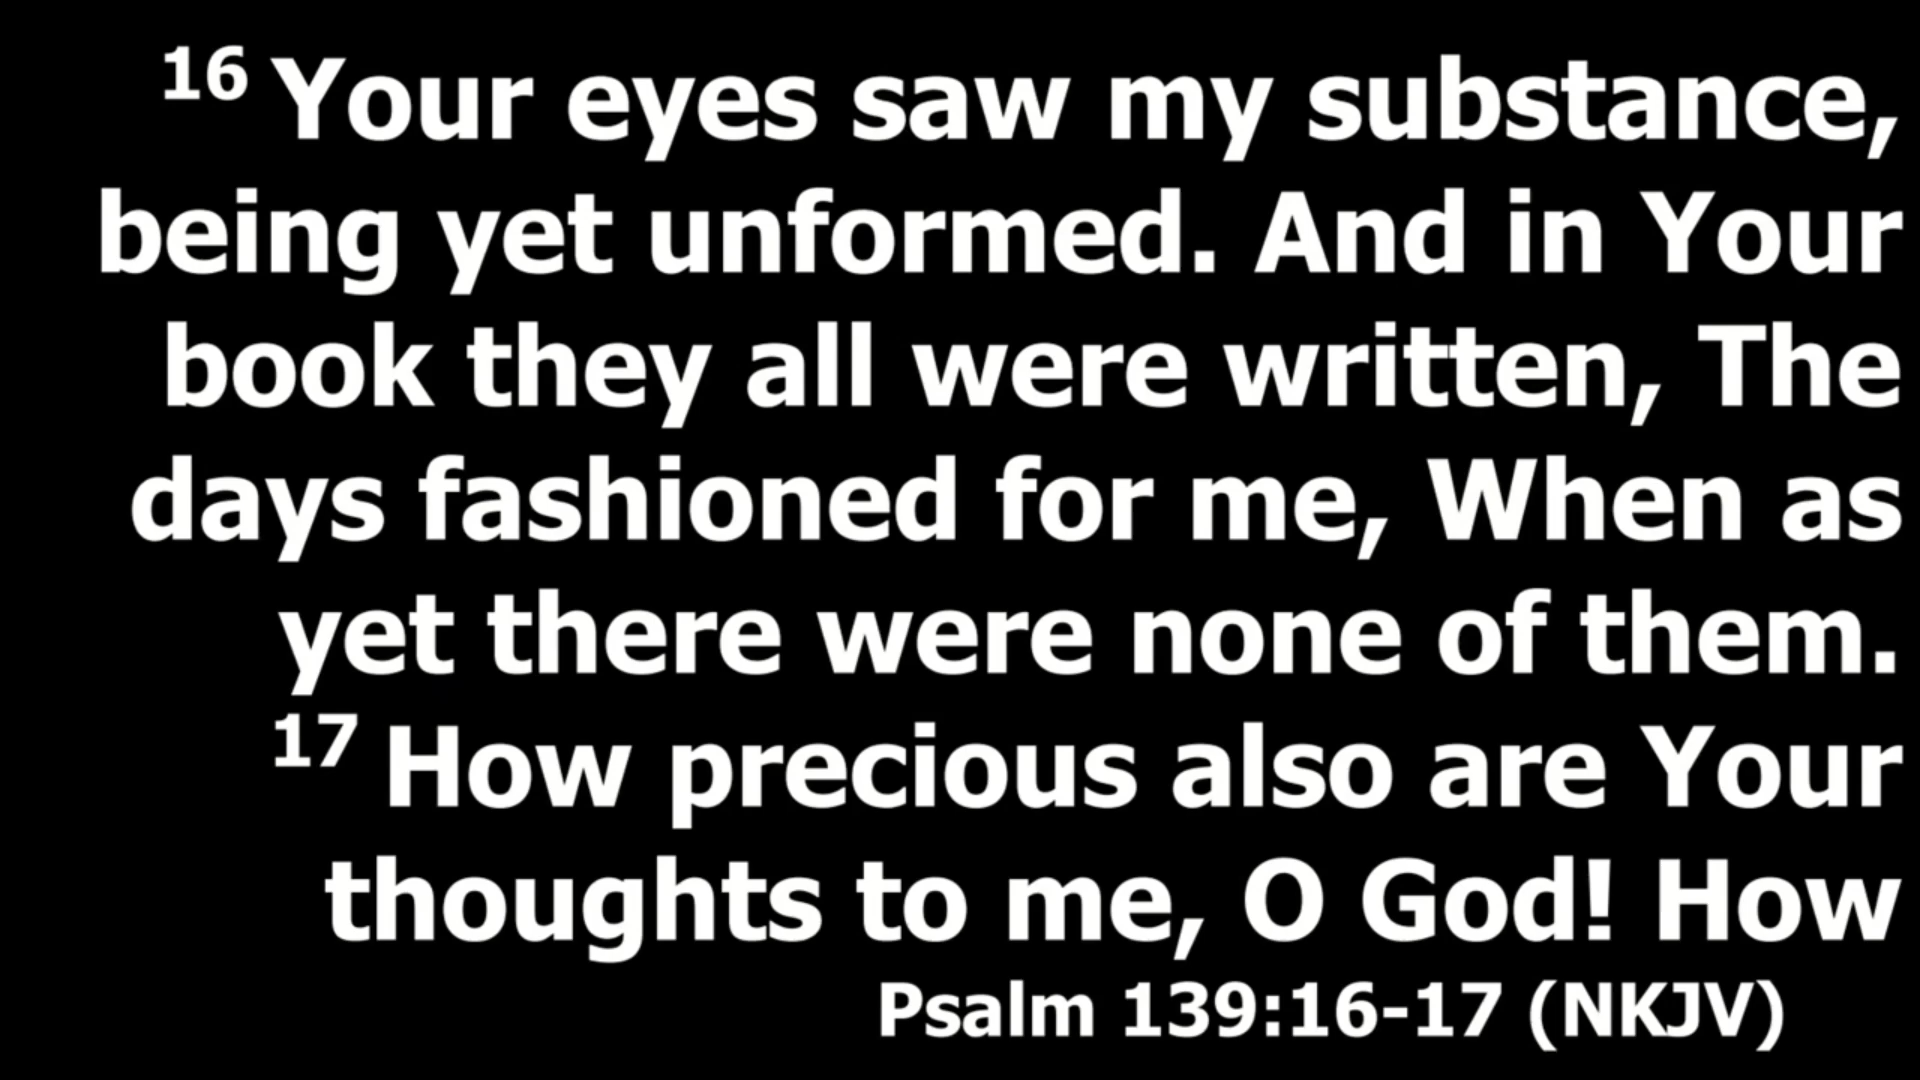 16 Your eyes saw my substance,
being yet unformed. And in Your
book they all were written, The
days fashioned for me, When as
yet there were none of them.
17 How precious also are Your
thoughts to me, O God! How
Psalm 139:16-17 (NKJV)